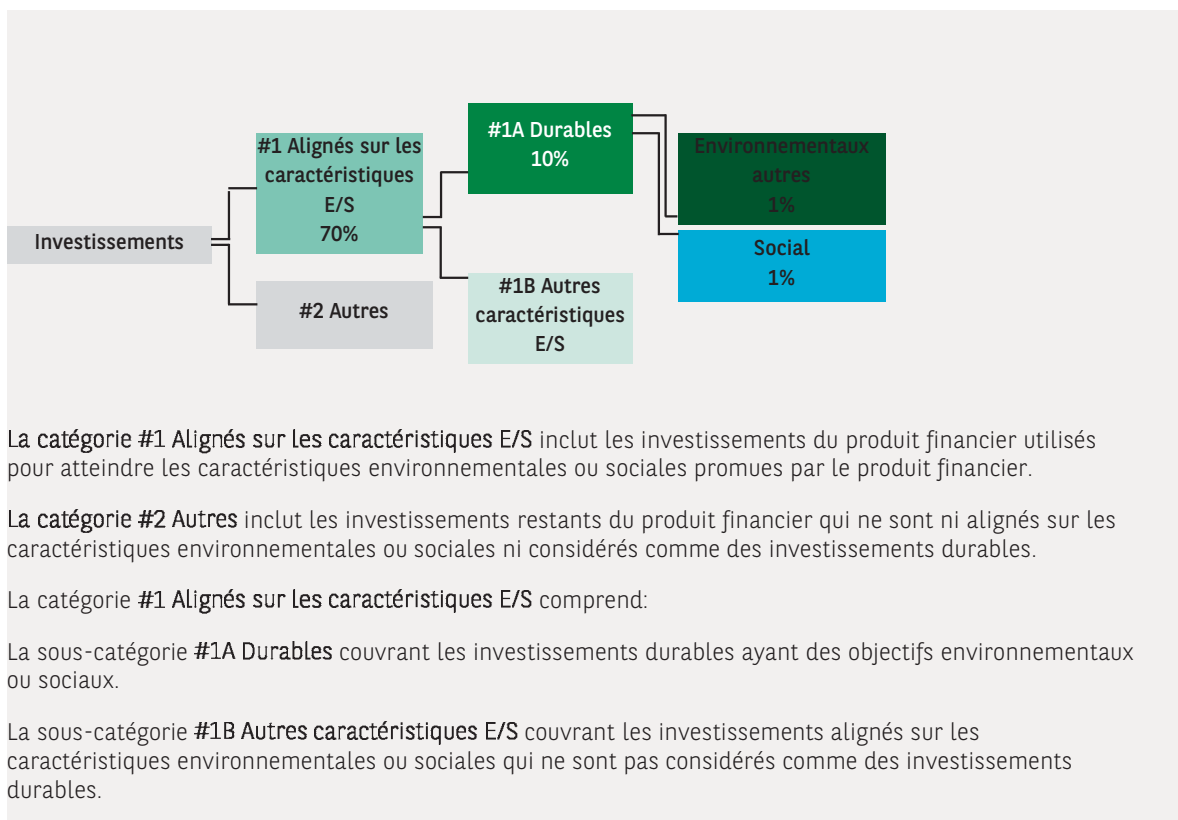 #1A Durables
10%
#1 Alignés sur les
caractéristiques
E/S
70%
Environnementaux
autres
1%
Investissements
Social
1%
#2 Autres
#1B Autres
caractéristiques
E/S
La catégorie #1 Alignés sur les caractéristiques E/S inclut les investissements du produit financier utilisés
pour atteindre les caractéristiques environnementales ou sociales promues par le produit financier.
La catégorie #2 Autres inclut les investissements restants du produit financier qui ne sont ni alignés sur les
caractéristiques environnementales ou sociales ni considérés comme des investissements durables.
La catégorie #1 Alignés sur les caractéristiques E/S comprend:
La sous-catégorie #1A Durables couvrant les investissements durables ayant des objectifs environnementaux
ou sociaux.
La sous-catégorie #1B Autres caractéristiques E/S couvrant les investissements alignés sur les
caractéristiques environnementales ou sociales qui ne sont pas considérés comme des investissements
durables.